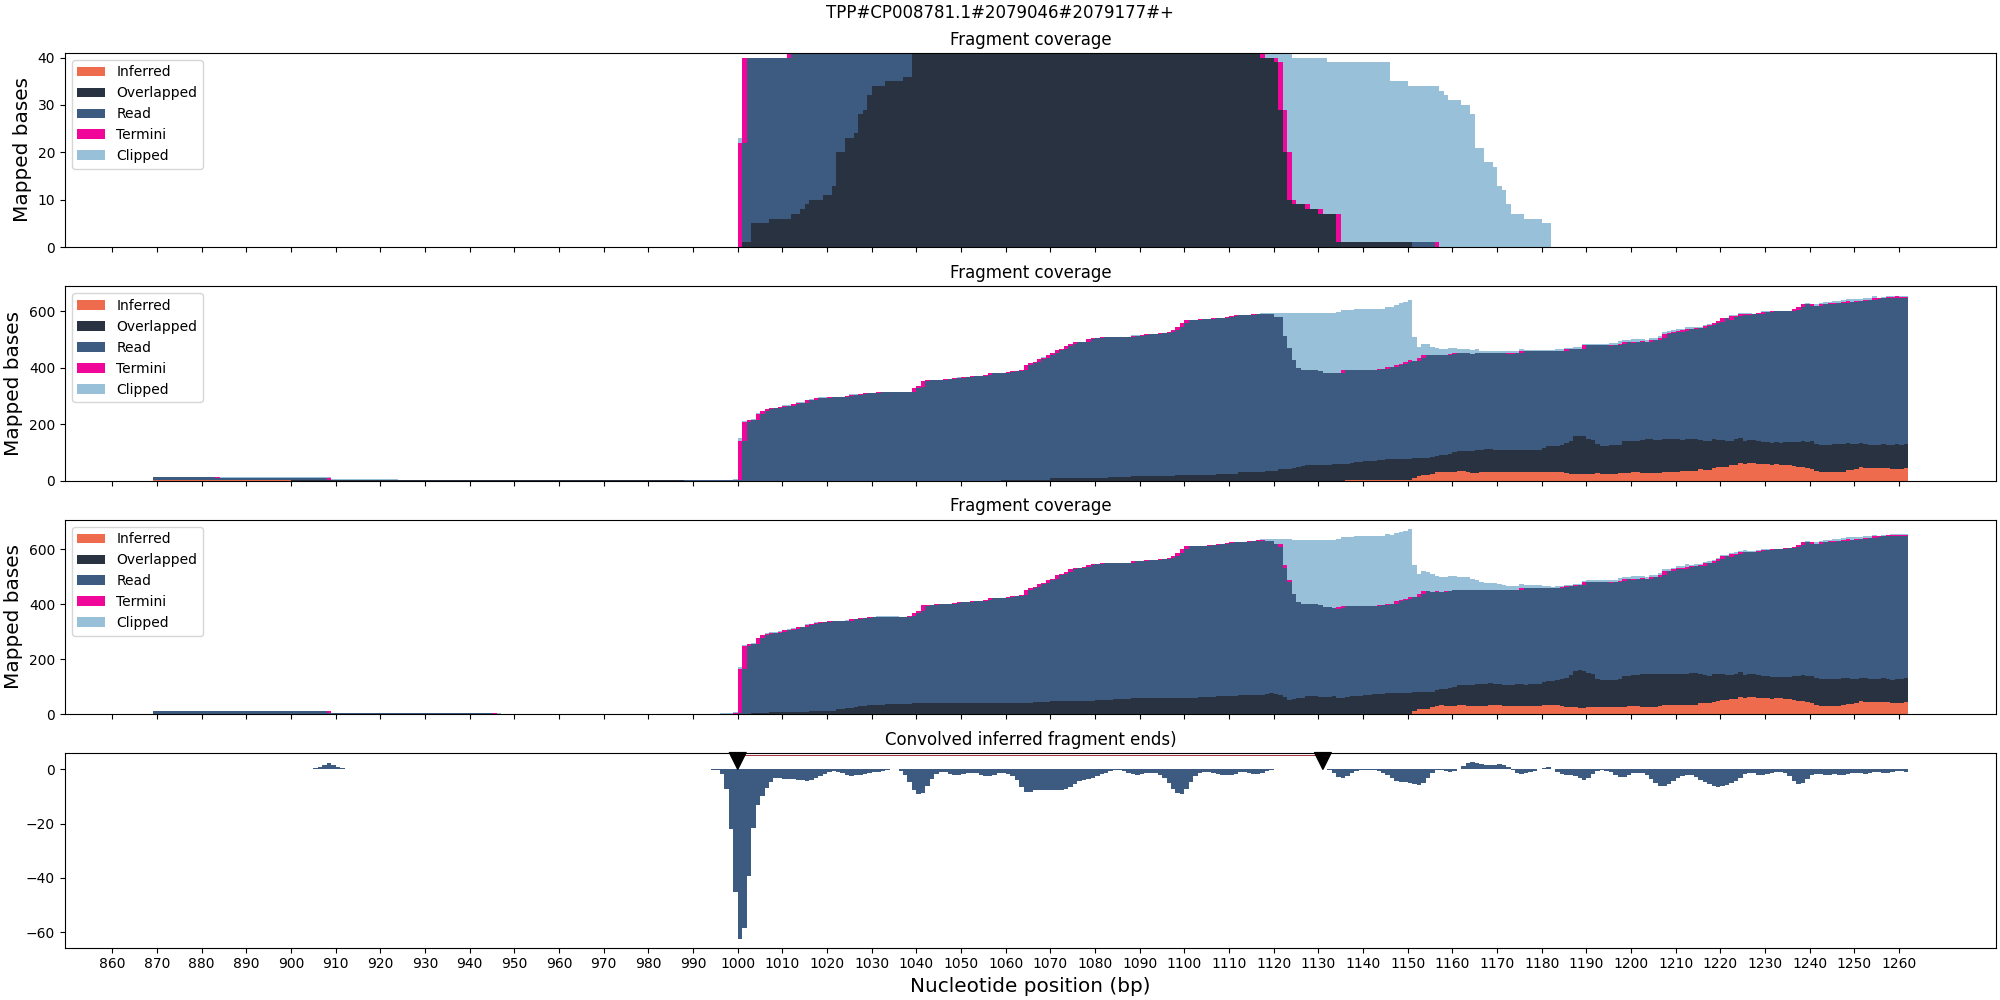 TPP#CP008781.1#2079046#2079177#+
Fragment coverage
Mapped bases
40
30
20
10
0
Inferred
Overlapped
Read
Termini
Clipped
Fragment coverage
Mapped bases
600
400
200
0
Inferred
Overlapped
Read
Termini
Clipped
Fragment coverage
Mapped bases
600
400
200
0
Inferred
Overlapped
Read
Termini
Clipped
Convolved inferred fragment ends)
0
−20
−40
−60
860 870 880 890 900 910 920 930 940 950 960 970 980 990 1000 1010 1020 1030 1040 1050 1060 1070 1080 1090 1100 1110 1120 1130 1140 1150 1160 1170 1180 1190 1200 1210 1220 1230 1240 1250 1260
Nucleotide position (bp)